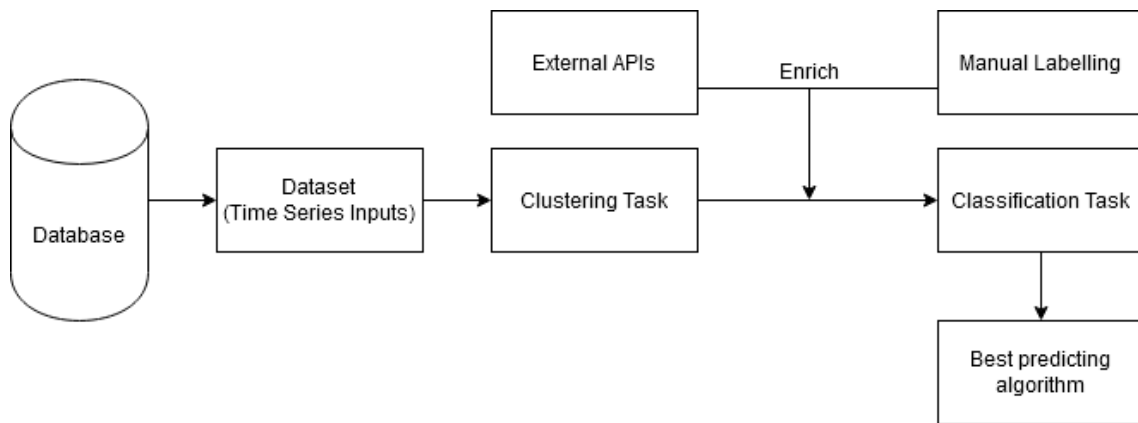 External APIs
Enrich
Manual Labelling
Database
Dataset
(Time Series Inputs)
Clustering Task
Classification Task
Best predicting
algorithm